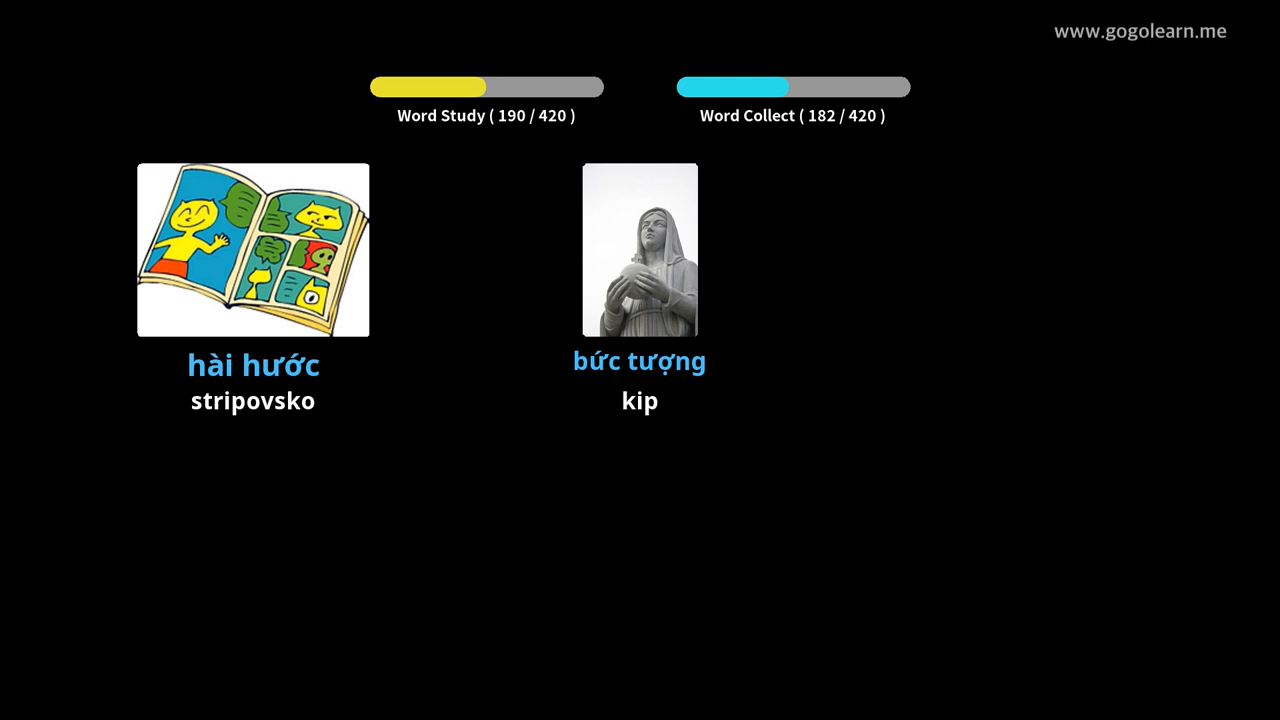 www.gogolearn.me
Word Study ( 190 / 420 )
Word Collect ( 182 / 420 )
hài hước
stripovsko
bức tượng
kip